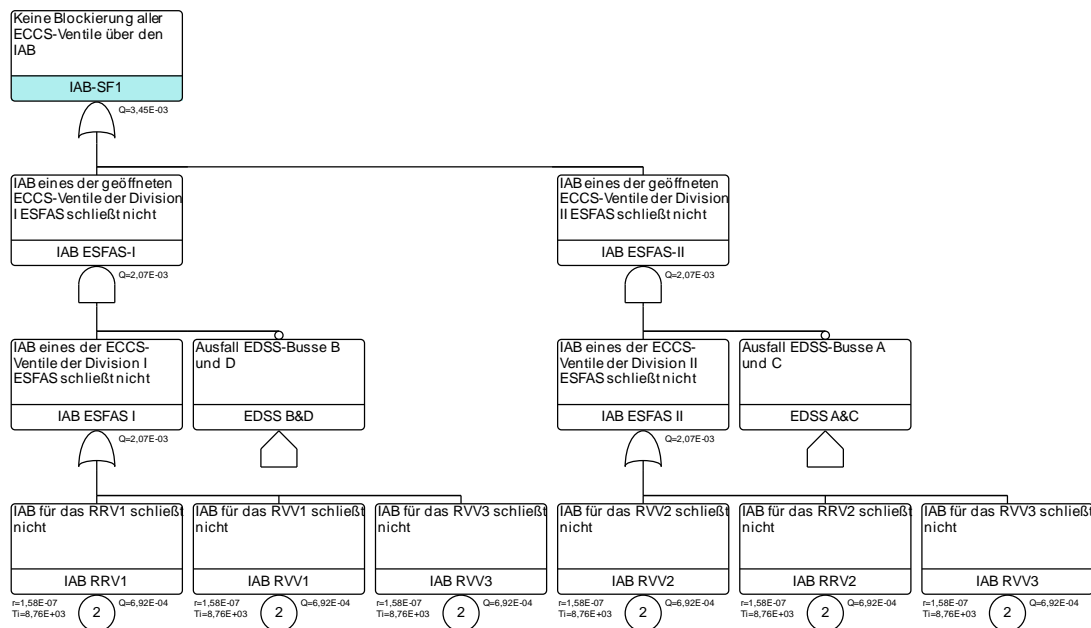 Keine Blockierung aller
ECCS-Ventile über den
IAB
IAB-SF1
Q=3,45E-03
IAB eines der geöffneten
ECCS-Ventile der Division
I ESFAS schließt nicht
IAB ESFAS-I
Q=2,07E-03
IAB eines der geöffneten
ECCS-Ventile der Division
II ESFAS schließt nicht
IAB ESFAS-II
Q=2,07E-03
IAB eines der ECCS-
Ventile der Division I
ESFAS schließt nicht
IAB ESFAS I
Q=2,07E-03
Ausfall EDSS-Busse B
und D
EDSS B&D
IAB eines der ECCS-
Ventile der Division II
ESFAS schließt nicht
IAB ESFAS II
Q=2,07E-03
Ausfall EDSS-Busse A
und C
EDSS A&C
IAB für das RRV1 schließt
nicht
IAB RRV1
r=1,58E-07
Ti=8,76E+03
2
Q=6,92E-04
IAB für das RVV1 schließt
nicht
IAB RVV1
r=1,58E-07
Ti=8,76E+03
2
Q=6,92E-04
IAB für das RVV3 schließt
nicht
IAB RVV3
r=1,58E-07
Ti=8,76E+03
2
Q=6,92E-04
IAB für das RVV2 schließt
nicht
IAB RVV2
r=1,58E-07
Ti=8,76E+03
2
Q=6,92E-04
IAB für das RRV2 schließt
nicht
IAB RRV2
r=1,58E-07
Ti=8,76E+03
2
Q=6,92E-04
IAB für das RVV3 schließt
nicht
IAB RVV3
r=1,58E-07
Ti=8,76E+03
2
Q=6,92E-04